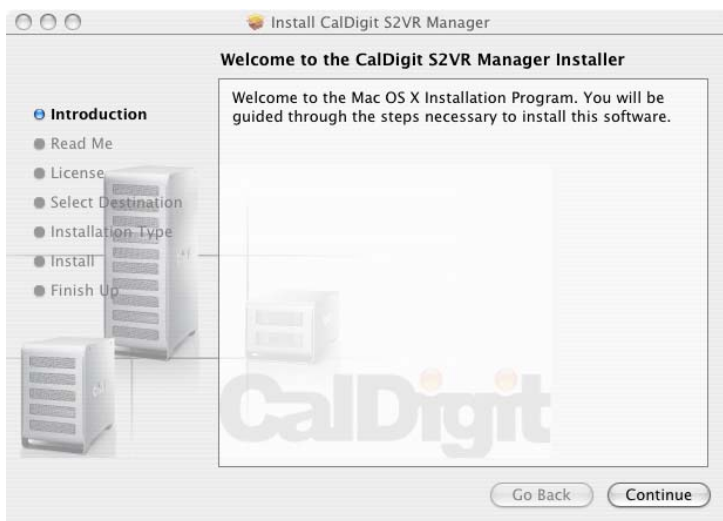 Install CalDigit S2VR Manager
Welcome to the CalDigit S2VR Manager Installer
Introduction
Read Me
License
Select Destination
Installation Type
Install
Finish Up
Welcome to the Mac OS X Installation Program. You will be
guided through the steps necessary to install this software.
CalDigit
Go Back
Continue